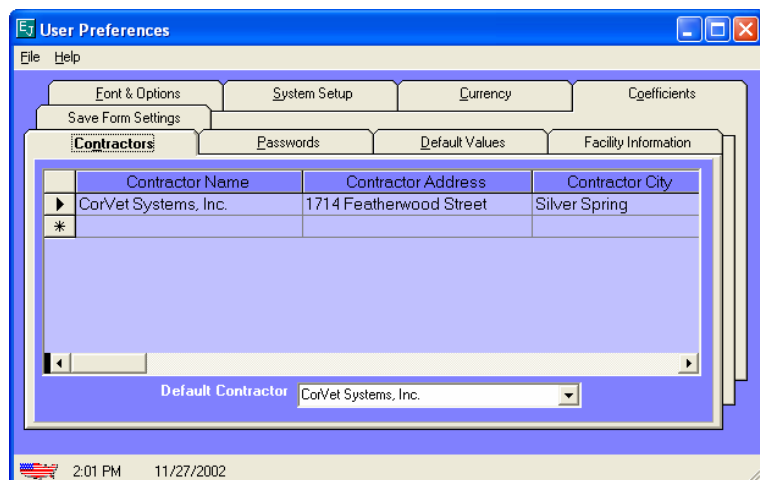 EJ User Preferences
File Help
Font & Options System Setup Currency Coefficients
Save Form Settings
Contractors Passwords Default Values Facility Information
Contractor Name Contractor Address Contractor City
CorVet Systems, Inc. 1714 Featherwood Street Silver Spring
Default Contractor CorVet Systems, Inc.
2:01 PM 11/27/2002